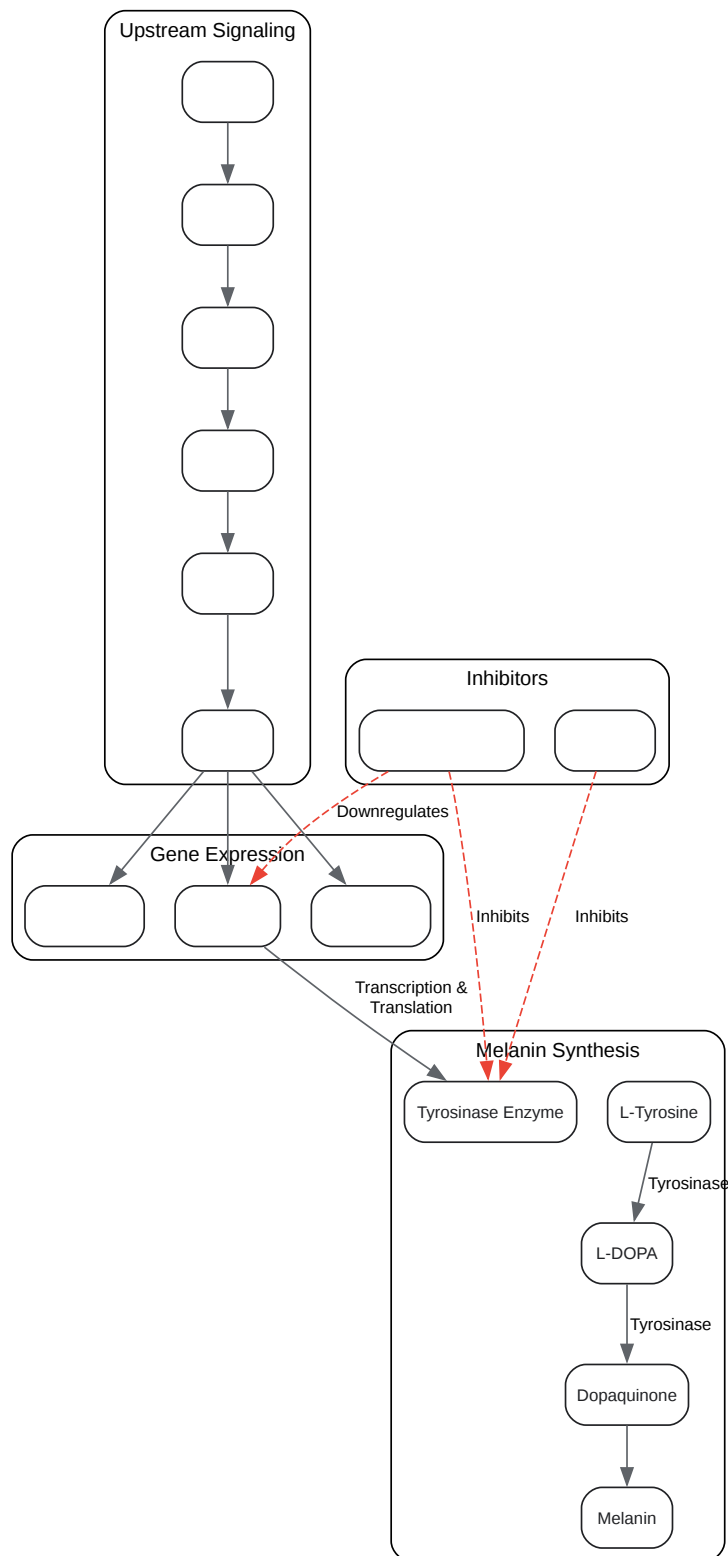 Upstream Signaling
Inhibitors
Downregulates
Gene Expression
Inhibits
Inhibits
Transcription &
Translation
Melanin Synthesis
Tyrosinase Enzyme
L-Tyrosine
Tyrosinase
L-DOPA
Tyrosinase
Dopaquinone
Melanin